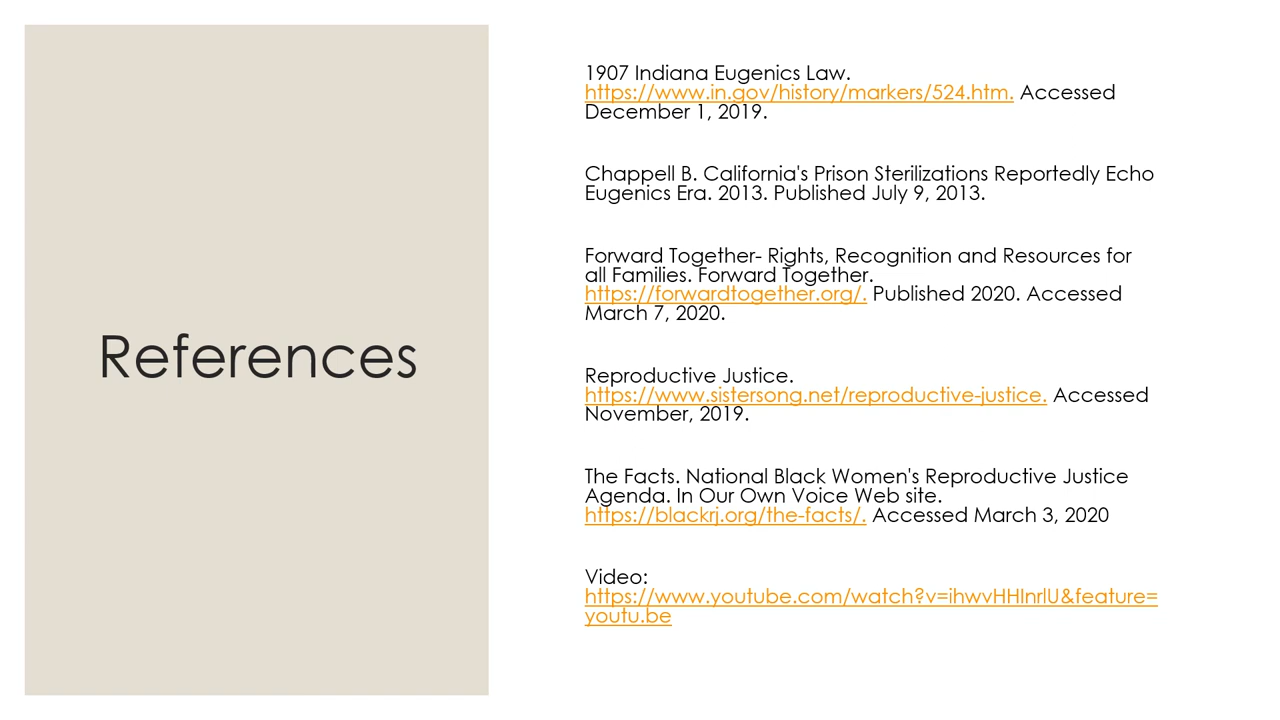 References
1907 Indiana Eugenics Law.
https://www.in.gov/history/markers/524.htm. Accessed
December 1, 2019.
Chappell B. California's Prison Sterilizations Reportedly Echo
Eugenics Era. 2013. Published July 9, 2013.
Forward Together- Rights, Recognition and Resources for
all Families. Forward Together.
https://forwardtogether.org/. Published 2020. Accessed
March 7, 2020.
Reproductive Justice.
https://www.sistersong.net/reproductive-justice. Accessed
November, 2019.
The Facts. National Black Women's Reproductive Justice
Agenda. In Our Own Voice Web site.
https://blackrj.org/the-facts/. Accessed March 3, 2020
Video:
https://www.youtube.com/watch?v=ihwvHHInrlU&feature=
youtu.be